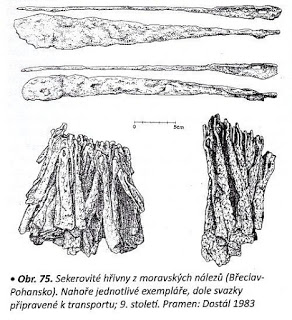 0 5cm
• Obr. 75. Sekerovité hřivny z moravských nálezů (Břeclav-
Pohansko). Nahoře jednotlivé exempláře, dole svazky
připravené k transportu; 9. století. Pramen: Dostál 1983